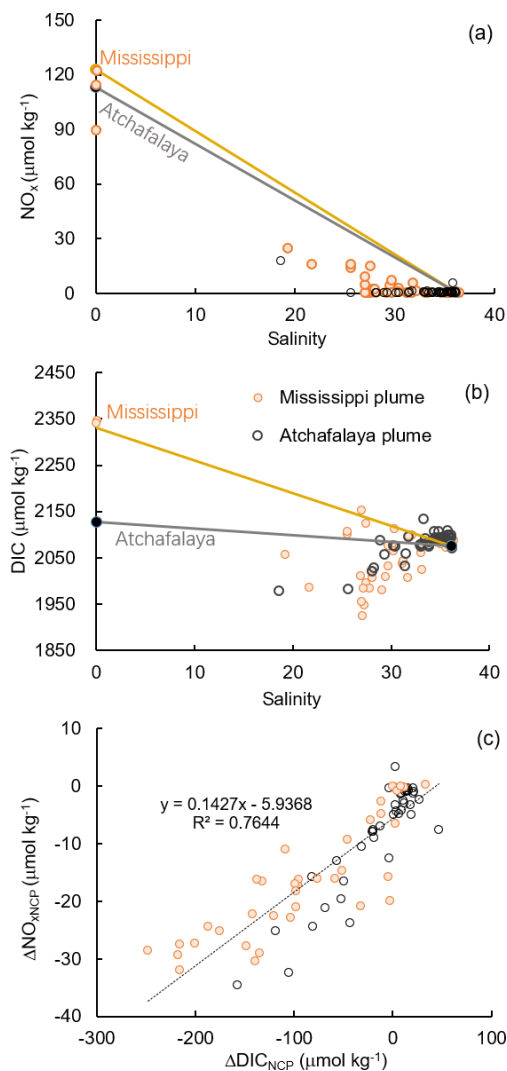 (a)
150
120
90
60
30
0
NOₓ (μmol kg⁻¹)
Mississippi
Atchafalaya
0 10 20 30 40
Salinity
(b)
2450
2350
2250
2150
2050
1950
1850
DIC (μmol kg⁻¹)
Mississippi
Mississippi plume
Atchafalaya plume
Atchafalaya
0 10 20 30 40
Salinity
(c)
10
0
-10
-20
-30
-40
ΔNOₓNCP (μmol kg⁻¹)
y = 0.1427x - 5.9368
R² = 0.7644
-300 -200 -100 0 100
ΔDICNCP (μmol kg⁻¹)